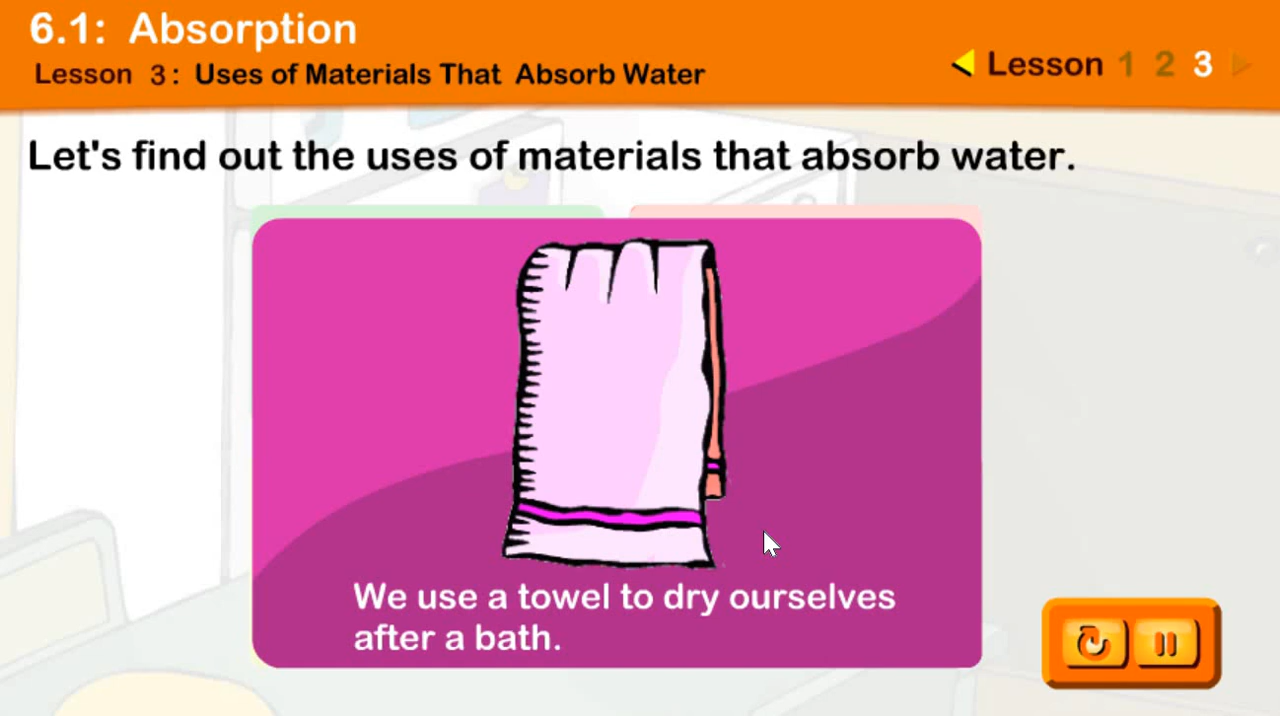 6.1: Absorption
Lesson 3: Uses of Materials That Absorb Water
Lesson 1 2 3
Let's find out the uses of materials that absorb water.
We use a towel to dry ourselves
after a bath.